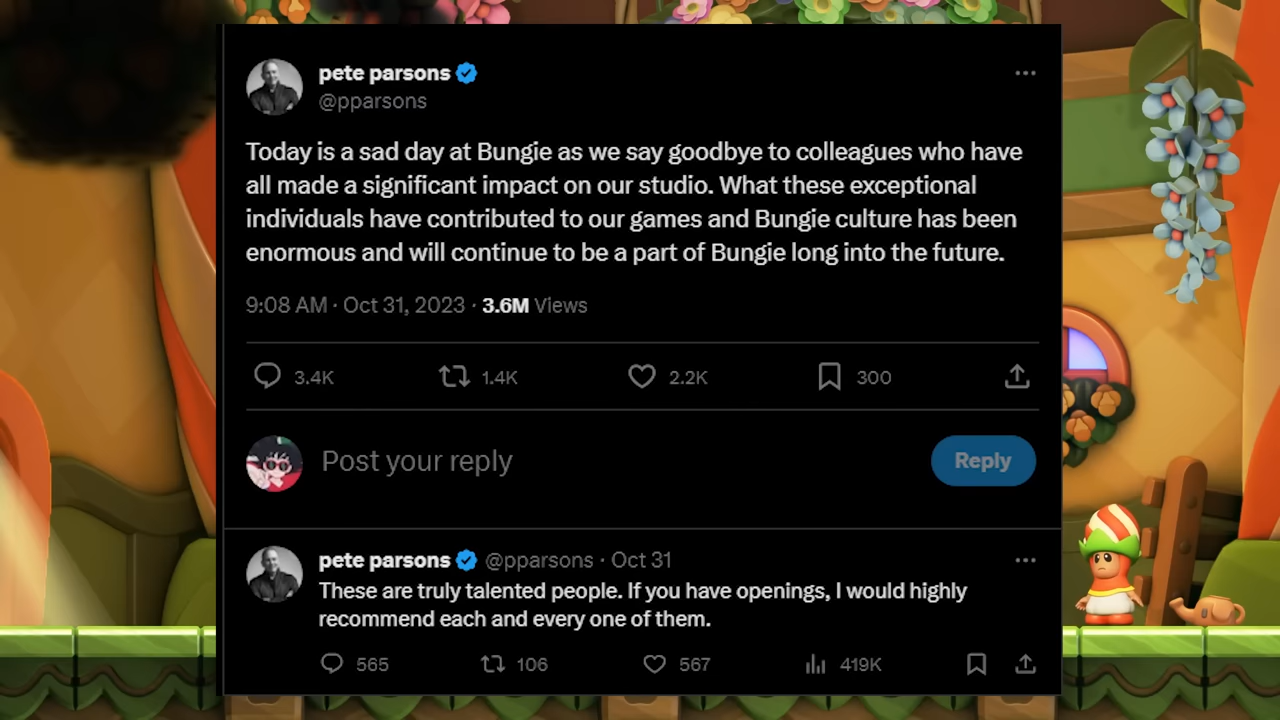 pete parsons
@pparsons
Today is a sad day at Bungie as we say goodbye to colleagues who have
all made a significant impact on our studio. What these exceptional
individuals have contributed to our games and Bungie culture has been
enormous and will continue to be a part of Bungie long into the future.
9:08 AM · Oct 31, 2023 · 3.6M Views
3.4K 1.4K 2.2K 300
Post your reply Reply
pete parsons @pparsons · Oct 31
These are truly talented people. If you have openings, I would highly
recommend each and every one of them.
565 106 567 419K